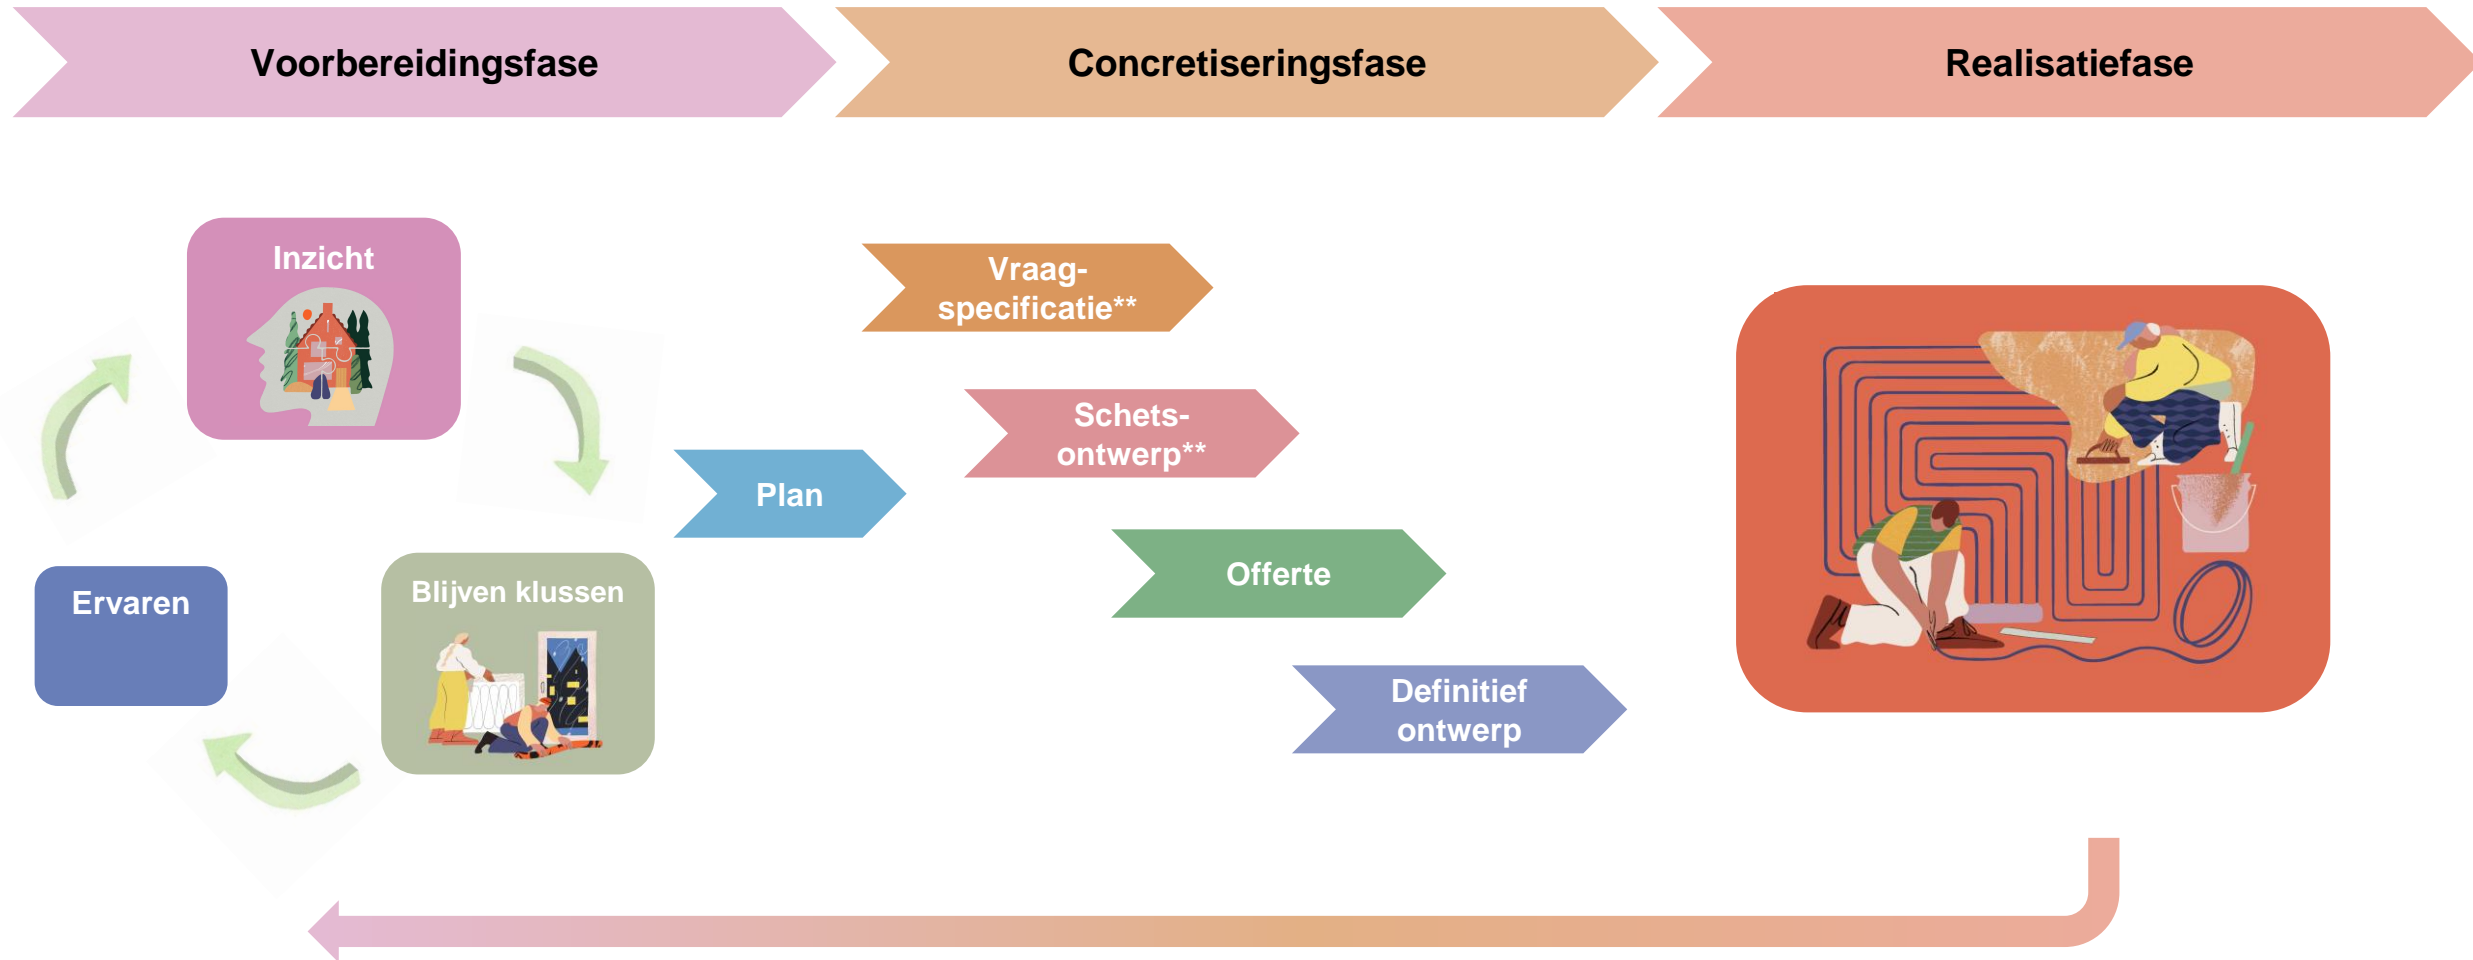 Voorbereidingsfase
Concretiseringsfase
Realisatiefase
Inzicht
Ervaren
Blijven klussen
Plan
Vraag-
specificatie**
Schets-
ontwerp**
Offerte
Definitief
ontwerp